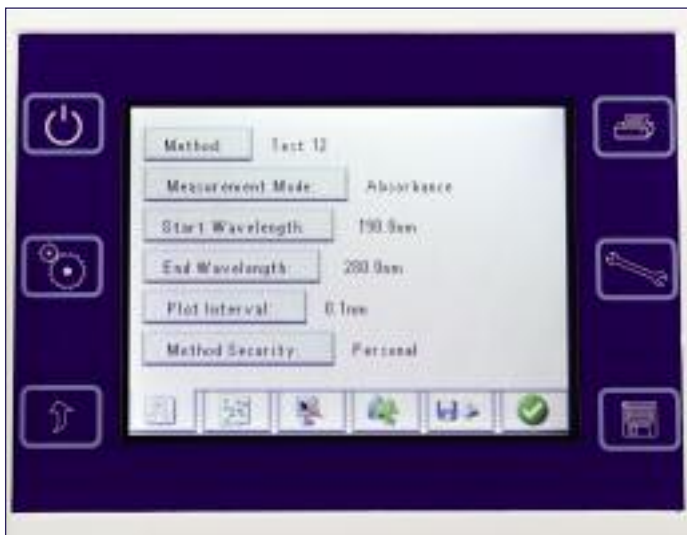 Method Test 12
Measurement Mode: Absorbance
Start Wavelength 190.0nm
End Wavelength 280.0nm
Plot Interval 0.1nm
Method Security: Personal